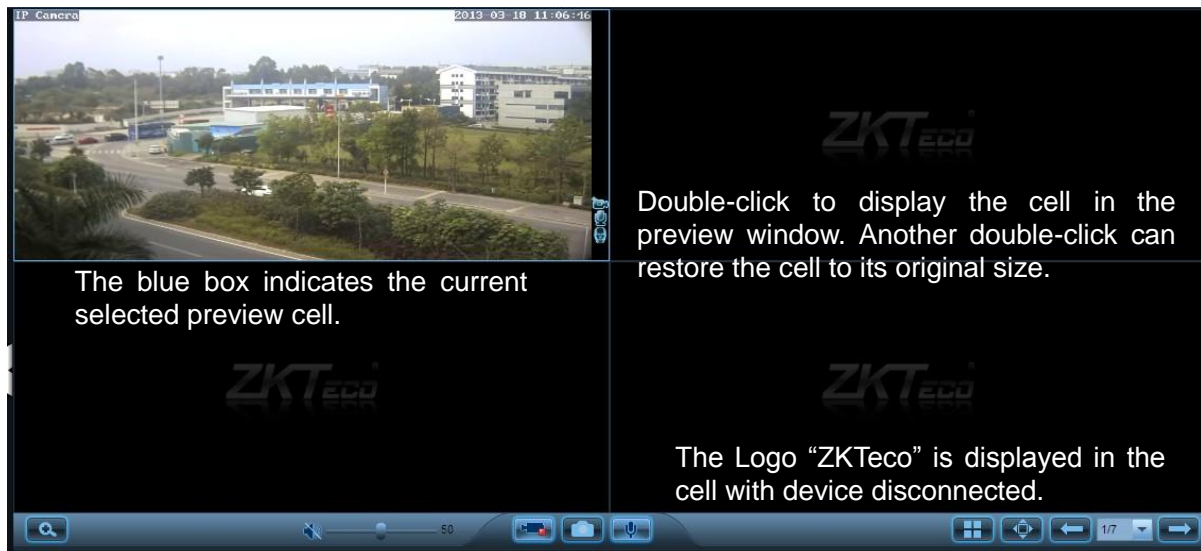 IP Camera
2013-03-18 11:06:46
ZKTeco
Double-click to display the cell in the
preview window. Another double-click can
restore the cell to its original size.
The blue box indicates the current
selected preview cell.
ZKTeco
ZKTeco
The Logo “ZKTeco” is displayed in the
cell with device disconnected.
50
1/7